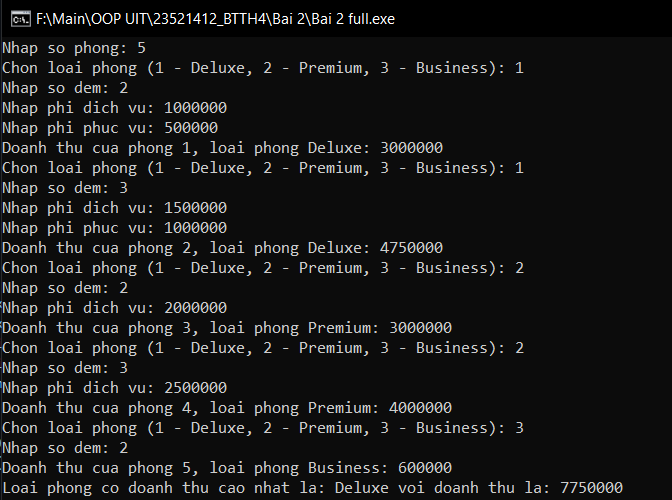 F:\Main\OOP UIT\23521412_BTTH4\Bai 2\Bai 2 full.exe
Nhap so phong: 5
Chon loai phong (1 - Deluxe, 2 - Premium, 3 - Business): 1
Nhap so dem: 2
Nhap phi dich vu: 1000000
Nhap phi phuc vu: 500000
Doanh thu cua phong 1, loai phong Deluxe: 3000000
Chon loai phong (1 - Deluxe, 2 - Premium, 3 - Business): 1
Nhap so dem: 3
Nhap phi dich vu: 1500000
Nhap phi phuc vu: 1000000
Doanh thu cua phong 2, loai phong Deluxe: 4750000
Chon loai phong (1 - Deluxe, 2 - Premium, 3 - Business): 2
Nhap so dem: 2
Nhap phi dich vu: 2000000
Doanh thu cua phong 3, loai phong Premium: 3000000
Chon loai phong (1 - Deluxe, 2 - Premium, 3 - Business): 2
Nhap so dem: 3
Nhap phi dich vu: 2500000
Doanh thu cua phong 4, loai phong Premium: 4000000
Chon loai phong (1 - Deluxe, 2 - Premium, 3 - Business): 3
Nhap so dem: 2
Doanh thu cua phong 5, loai phong Business: 600000
Loai phong co doanh thu cao nhat la: Deluxe voi doanh thu la: 7750000